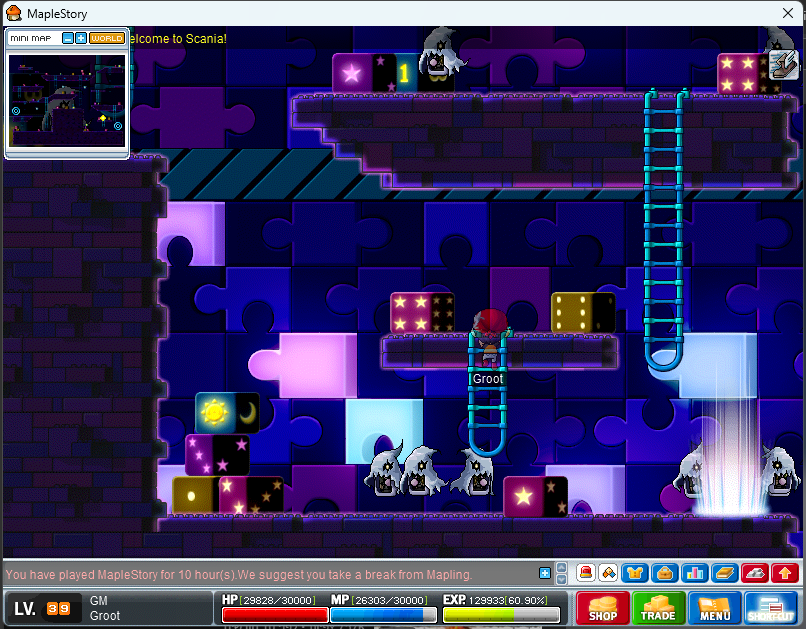 MapleStory
MINI MAP
WORLD
elcome to Scania!
1
Groot
You have played MapleStory for 10 hour(s).We suggest you take a break from Mapling.
LV. 39
GM
Groot
HP[29828/30000]
MP[26303/30000]
EXP 129933[60.90%]
SHOP
TRADE
MENU
SHORTCUT